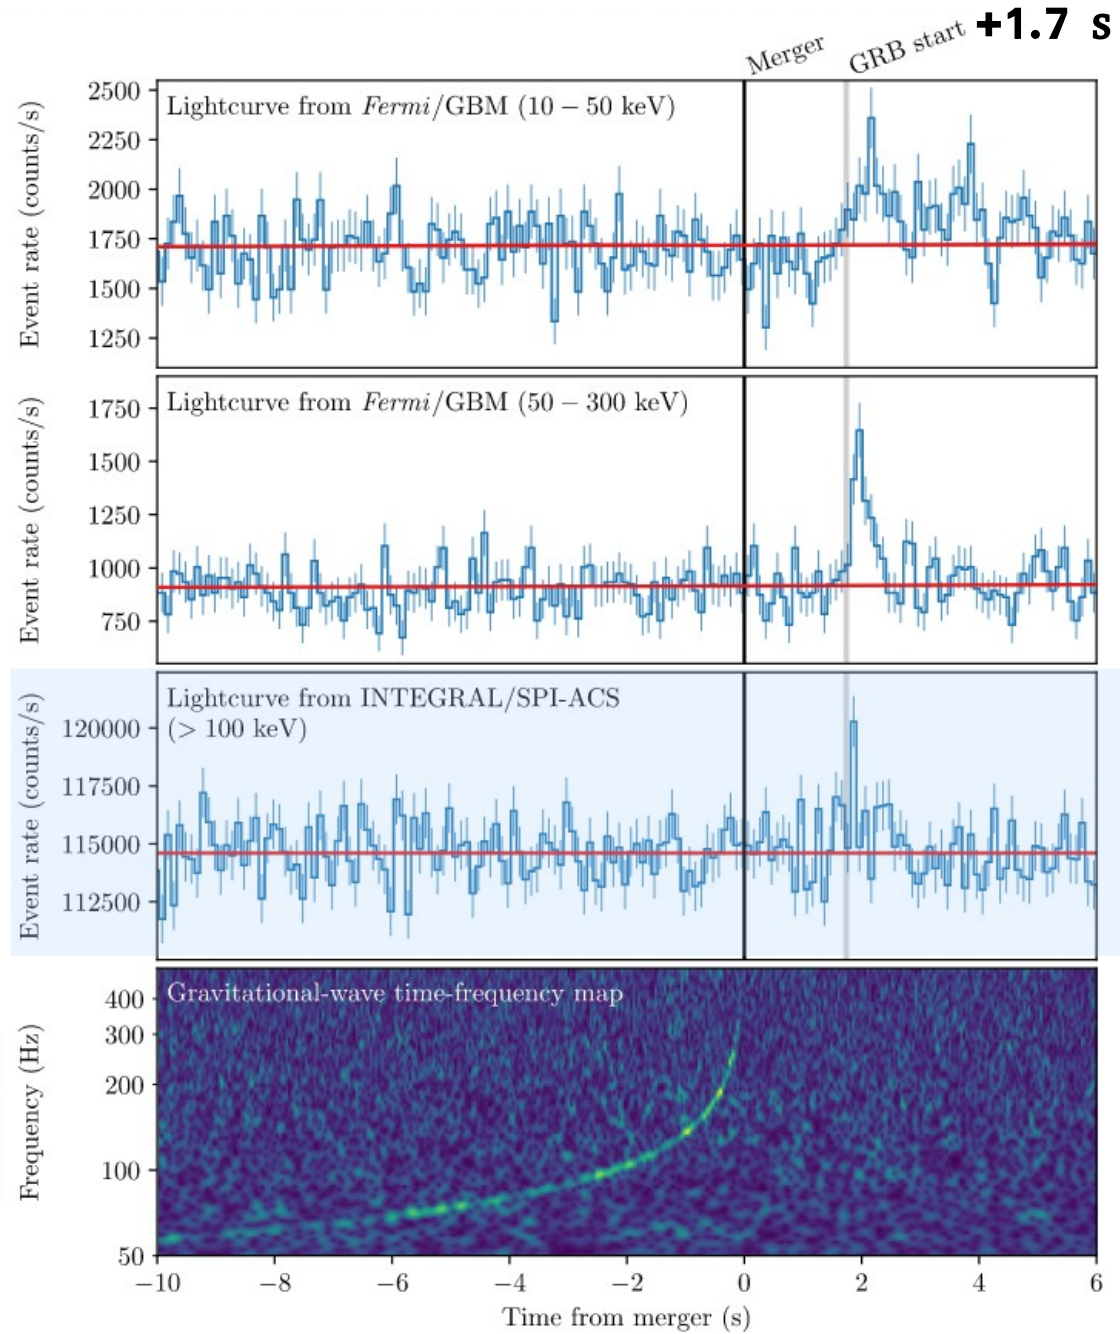 +1.7 s
Merger
GRB start
Event rate (counts/s)
2500
2250
2000
1750
1500
1250
Lightcurve from Fermi/GBM (10 – 50 keV)
Event rate (counts/s)
1750
1500
1250
1000
750
Lightcurve from Fermi/GBM (50 – 300 keV)
Event rate (counts/s)
120000
117500
115000
112500
Lightcurve from INTEGRAL/SPI-ACS
(> 100 keV)
Frequency (Hz)
400
300
200
100
50
Gravitational-wave time-frequency map
−10 −8 −6 −4 −2 0 2 4 6
Time from merger (s)